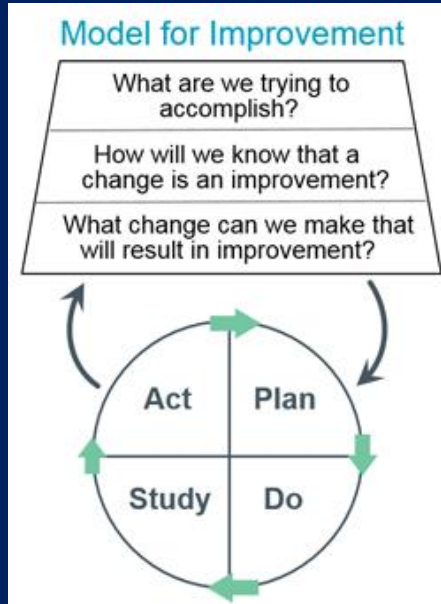 Model for Improvement
What are we trying to
accomplish?
How will we know that a
change is an improvement?
What change can we make that
will result in improvement?
Act
Plan
Study
Do